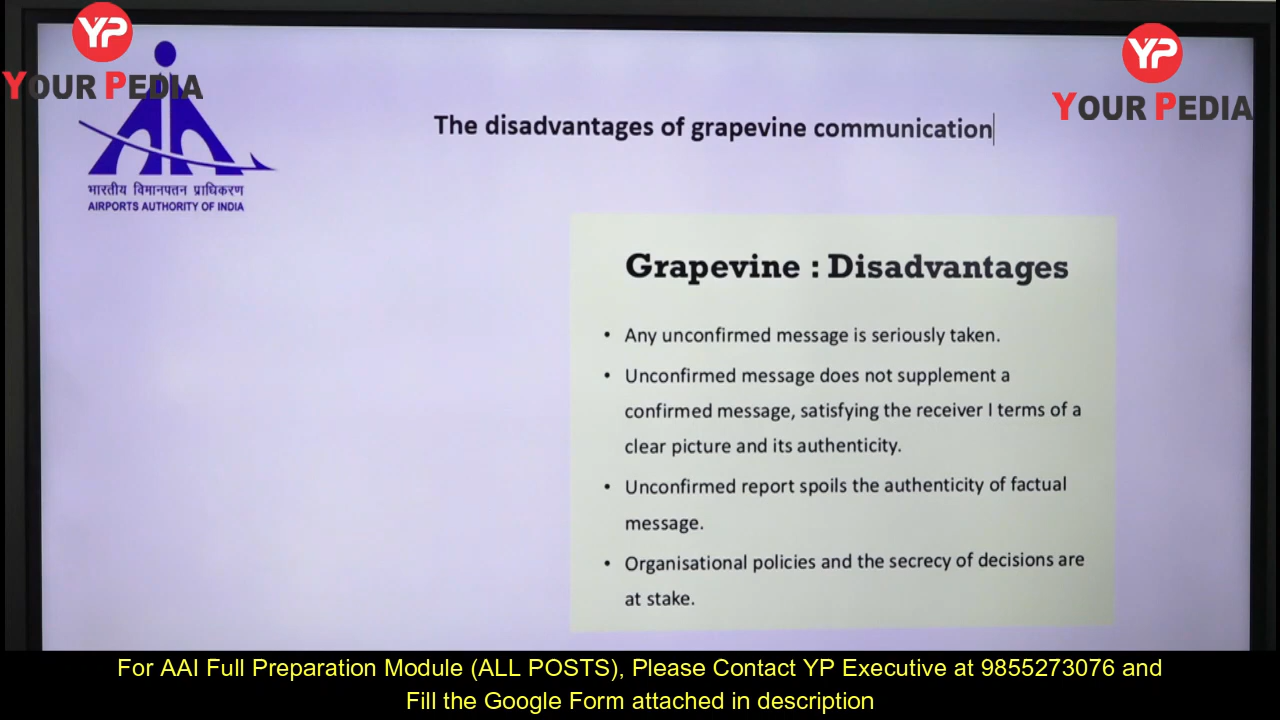 YP
YOUR PEDIA
YP
YOUR PEDIA
भारतीय विमानपत्तन प्राधिकरण
AIRPORTS AUTHORITY OF INDIA
The disadvantages of grapevine communication
Grapevine : Disadvantages
• Any unconfirmed message is seriously taken.
• Unconfirmed message does not supplement a
confirmed message, satisfying the receiver I terms of a
clear picture and its authenticity.
• Unconfirmed report spoils the authenticity of factual
message.
• Organisational policies and the secrecy of decisions are
at stake.
For AAI Full Preparation Module (ALL POSTS), Please Contact YP Executive at 9855273076 and
Fill the Google Form attached in description